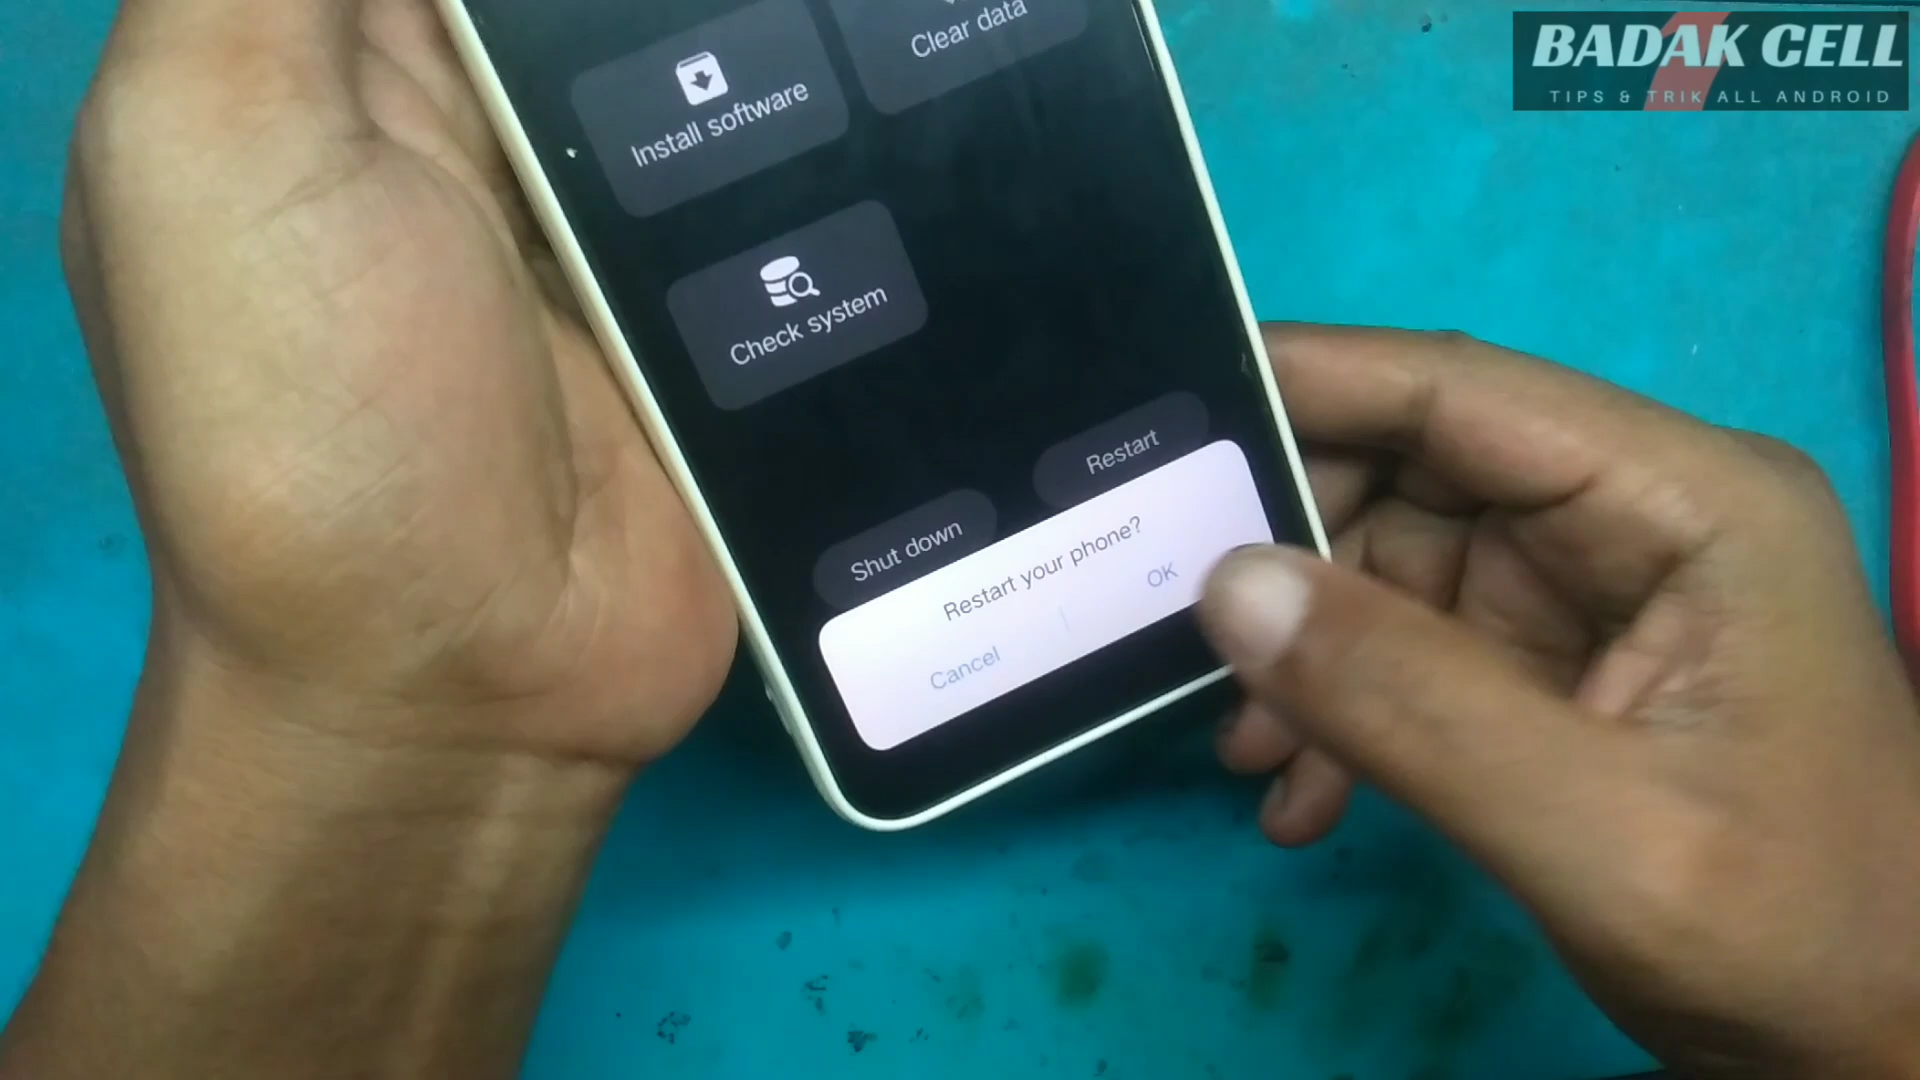 BADAK CELL
TIPS & TRIK ALL ANDROID
Clear data
Install software
Check system
Restart
Shut down
Restart your phone?
OK
Cancel